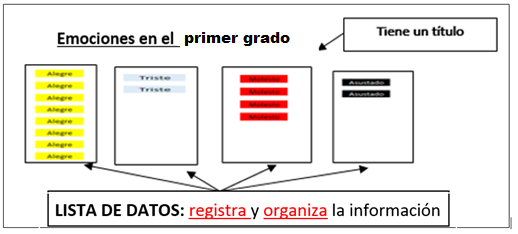 Emociones en el primer grado
Tiene un título
Alegre
Alegre
Alegre
Alegre
Alegre
Alegre
Alegre
Alegre
Triste
Triste
Molesto
Molesto
Molesto
Molesto
Asustado
Asustado
LISTA DE DATOS: registra y organiza la información